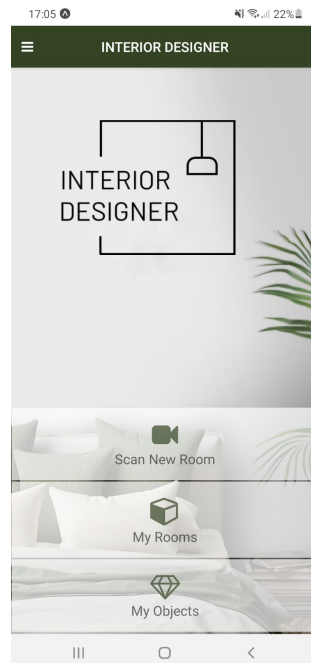 17:05 22%
INTERIOR DESIGNER
INTERIOR
DESIGNER
Scan New Room
My Rooms
My Objects